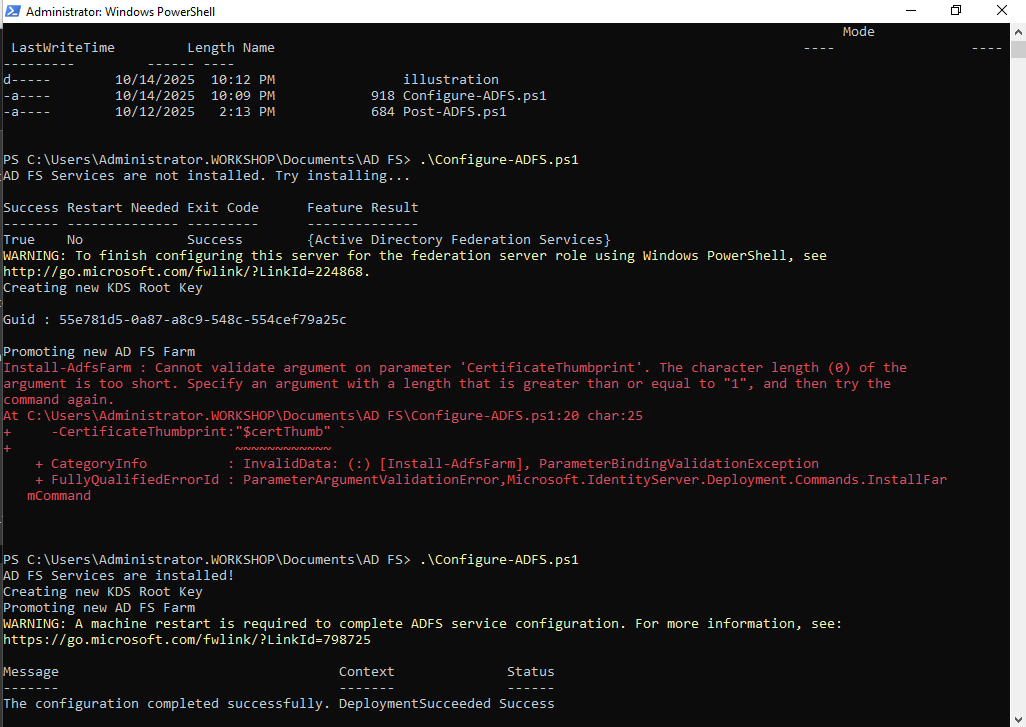 Administrator: Windows PowerShell
Mode
LastWriteTime         Length Name
----                 ----
---------         ------ ----
d-----       10/14/2025  10:12 PM                illustration
-a----       10/14/2025  10:09 PM            918 Configure-ADFS.ps1
-a----       10/12/2025   2:13 PM            684 Post-ADFS.ps1
PS C:\Users\Administrator.WORKSHOP\Documents\AD FS> .\Configure-ADFS.ps1
AD FS Services are not installed. Try installing...
Success Restart Needed Exit Code      Feature Result
------- -------------- ---------      --------------
True    No             Success        {Active Directory Federation Services}
WARNING: To finish configuring this server for the federation server role using Windows PowerShell, see
http://go.microsoft.com/fwlink/?LinkId=224868.
Creating new KDS Root Key
Guid : 55e781d5-0a87-a8c9-548c-554cef79a25c
Promoting new AD FS Farm
Install-AdfsFarm : Cannot validate argument on parameter 'CertificateThumbprint'. The character length (0) of the
argument is too short. Specify an argument with a length that is greater than or equal to "1", and then try the
command again.
At C:\Users\Administrator.WORKSHOP\Documents\AD FS\Configure-ADFS.ps1:20 char:25
+     -CertificateThumbprint:"$certThumb" `
+                            ~~~~~~~~~~~~
    + CategoryInfo          : InvalidData: (:) [Install-AdfsFarm], ParameterBindingValidationException
    + FullyQualifiedErrorId : ParameterArgumentValidationError,Microsoft.IdentityServer.Deployment.Commands.InstallFar
   mCommand
PS C:\Users\Administrator.WORKSHOP\Documents\AD FS> .\Configure-ADFS.ps1
AD FS Services are installed!
Creating new KDS Root Key
Promoting new AD FS Farm
WARNING: A machine restart is required to complete ADFS service configuration. For more information, see:
https://go.microsoft.com/fwlink/?LinkId=798725
Message                                   Context              Status
-------                                   -------              ------
The configuration completed successfully. DeploymentSucceeded Success